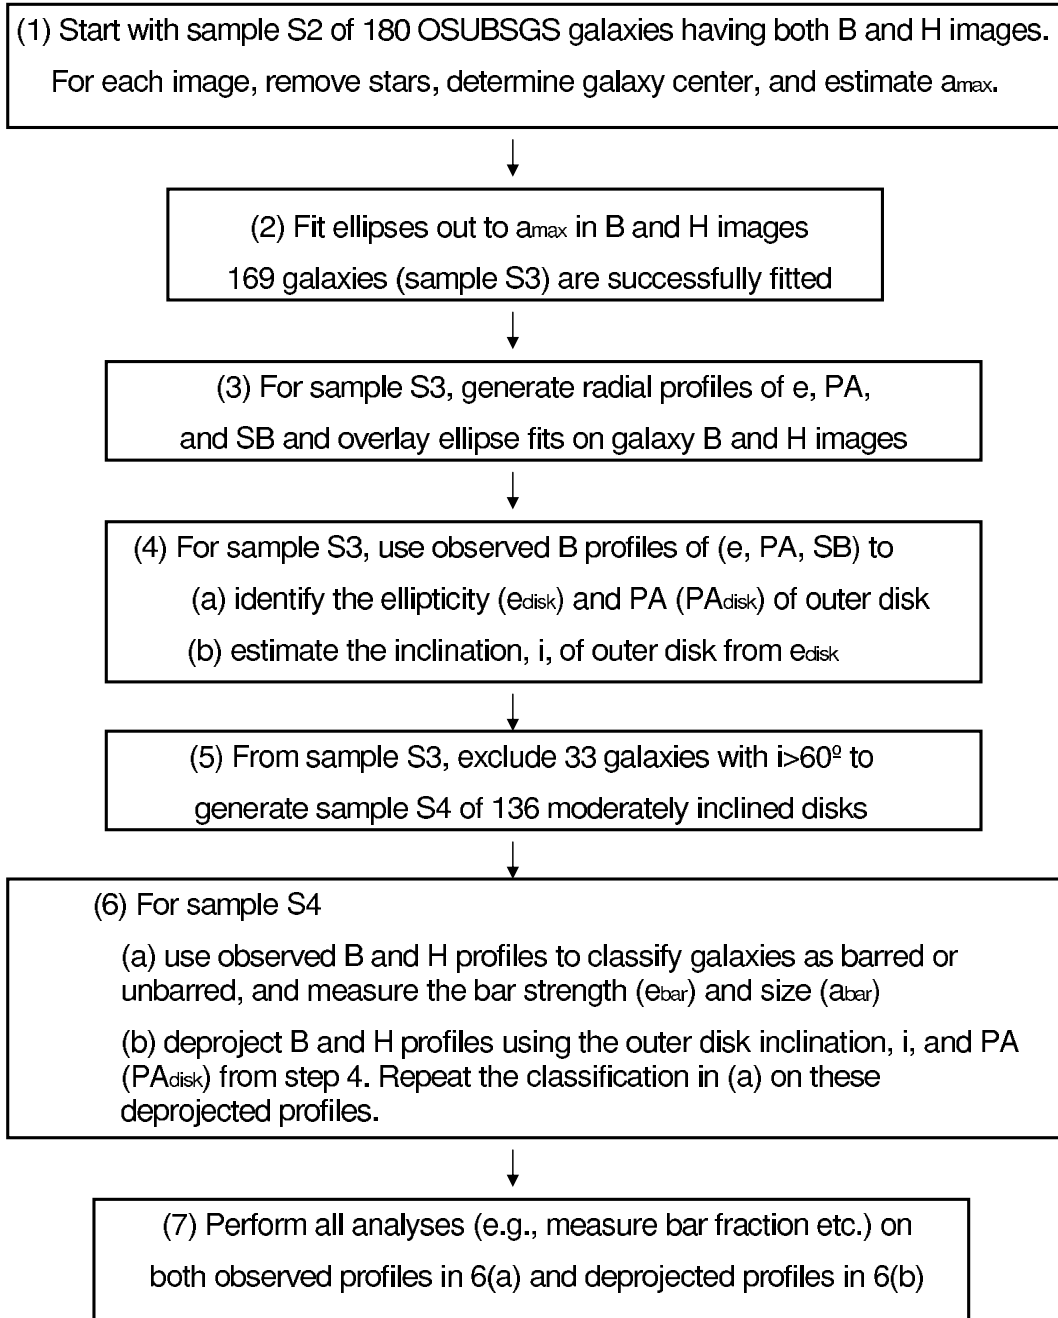 (1) Start with sample S2 of 180 OSUBSGS galaxies having both B and H images.
For each image, remove stars, determine galaxy center, and estimate amax.
(2) Fit ellipses out to amax in B and H images
169 galaxies (sample S3) are successfully fitted
(3) For sample S3, generate radial profiles of e, PA,
and SB and overlay ellipse fits on galaxy B and H images
(4) For sample S3, use observed B profiles of (e, PA, SB) to
(a) identify the ellipticity (edisk) and PA (PAdisk) of outer disk
(b) estimate the inclination, i, of outer disk from edisk
(5) From sample S3, exclude 33 galaxies with i>60º to
generate sample S4 of 136 moderately inclined disks
(6) For sample S4
(a) use observed B and H profiles to classify galaxies as barred or
unbarred, and measure the bar strength (ebar) and size (abar)
(b) deproject B and H profiles using the outer disk inclination, i, and PA
(PAdisk) from step 4. Repeat the classification in (a) on these
deprojected profiles.
(7) Perform all analyses (e.g., measure bar fraction etc.) on
both observed profiles in 6(a) and deprojected profiles in 6(b)